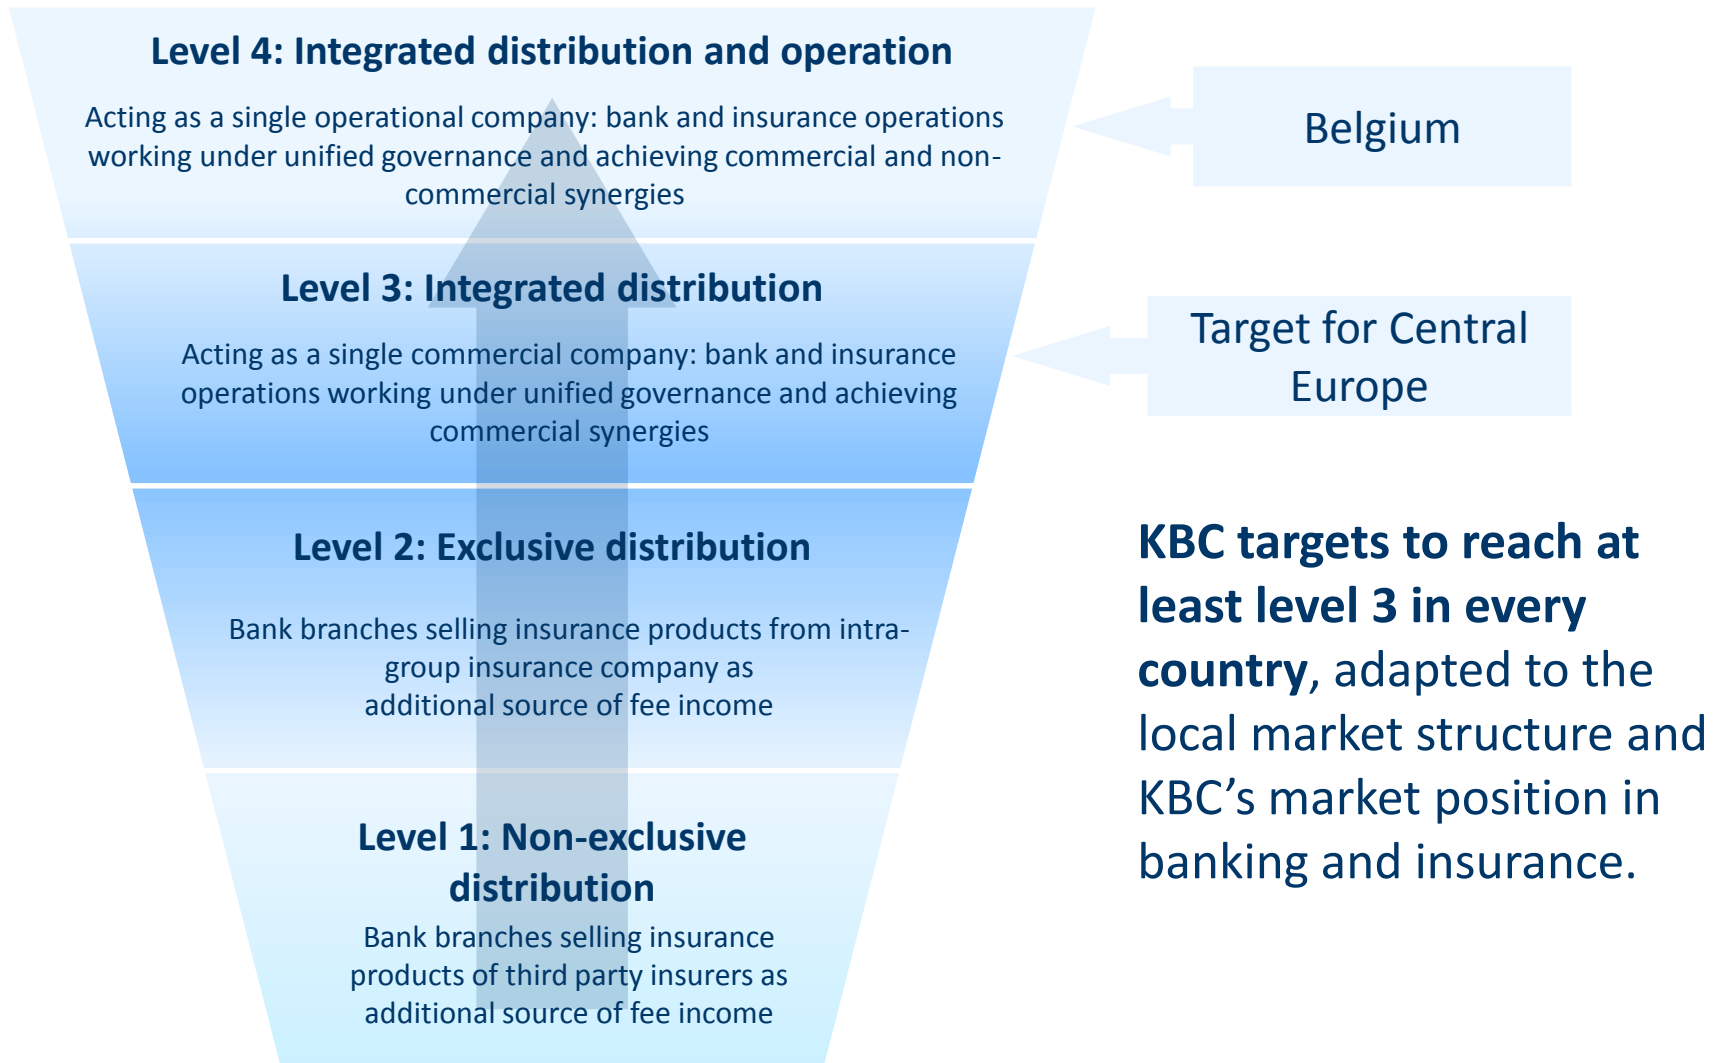 Level 4: Integrated distribution and operation
Acting as a single operational company: bank and insurance operations
working under unified governance and achieving commercial and non-
commercial synergies
Belgium
Level 3: Integrated distribution
Acting as a single commercial company: bank and insurance
operations working under unified governance and achieving
commercial synergies
Target for Central
Europe
Level 2: Exclusive distribution
Bank branches selling insurance products from intra-
group insurance company as
additional source of fee income
Level 1: Non-exclusive
distribution
Bank branches selling insurance
products of third party insurers as
additional source of fee income
KBC targets to reach at
least level 3 in every
country, adapted to the
local market structure and
KBC’s market position in
banking and insurance.